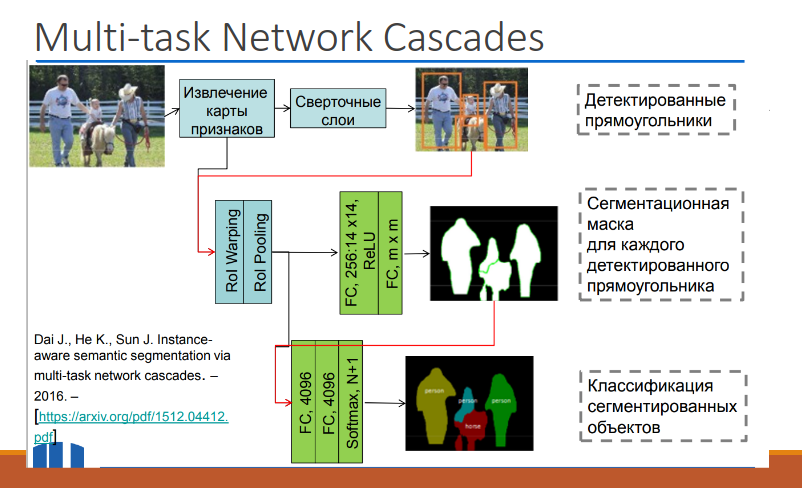 Multi-task Network Cascades
Извлечение
карты
признаков
Сверточные
слои
Детектированные
прямоугольники
RoI Warping
RoI Pooling
FC, 256:14 x14,
ReLU
FC, m x m
Сегментационная
маска
для каждого
детектированного
прямоугольника
Dai J., He K., Sun J. Instance-
aware semantic segmentation via
multi-task network cascades. –
2016. –
[https://arxiv.org/pdf/1512.04412.
pdf]
FC, 4096
FC, 4096
Softmax, N+1
person
person
person
horse
Классификация
сегментированных
объектов